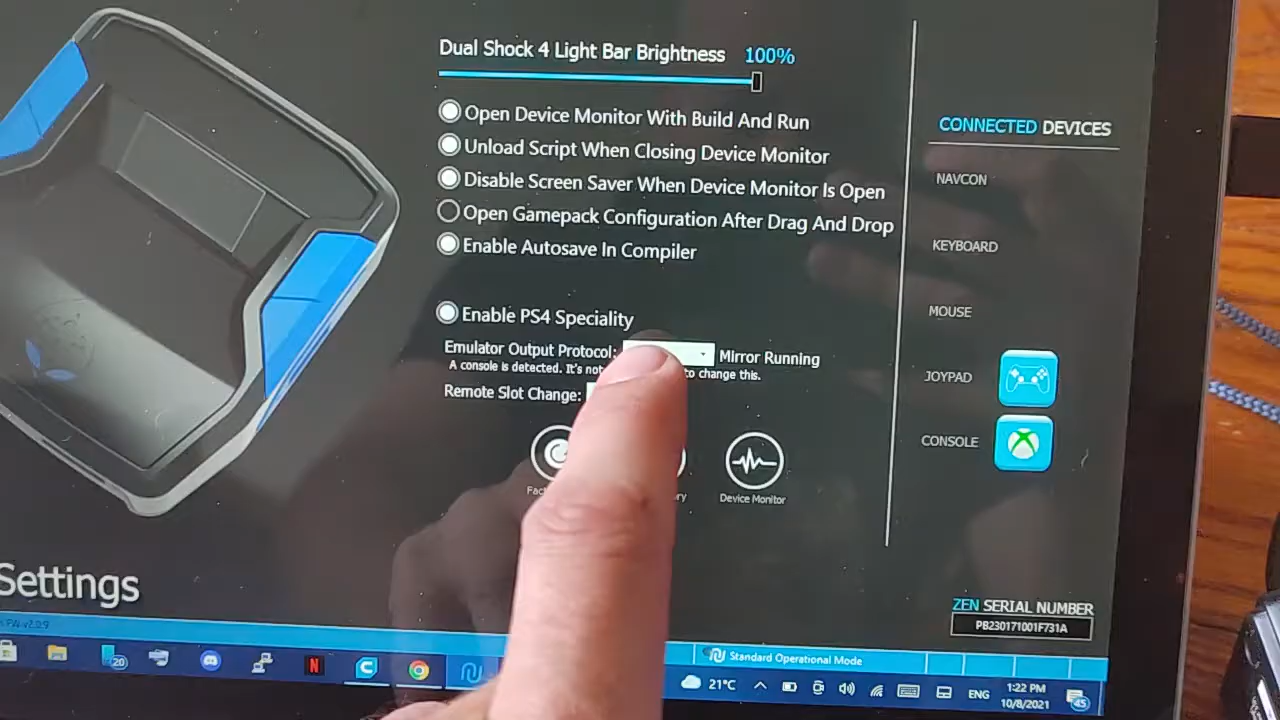 Dual Shock 4 Light Bar Brightness 100%
Open Device Monitor With Build And Run
Unload Script When Closing Device Monitor
Disable Screen Saver When Device Monitor Is Open
Open Gamepack Configuration After Drag And Drop
Enable Autosave In Compiler
Enable PS4 Speciality
Emulator Output Protocol: Mirror Running
A console is detected. It's not to change this.
Remote Slot Change:
Device Monitor
CONNECTED DEVICES
NAVCON
KEYBOARD
MOUSE
JOYPAD
CONSOLE
Settings
ZEN SERIAL NUMBER
PB230171001F731A
Standard Operational Mode
20
N
21°C
ENG
1:22 PM
10/8/2021
45